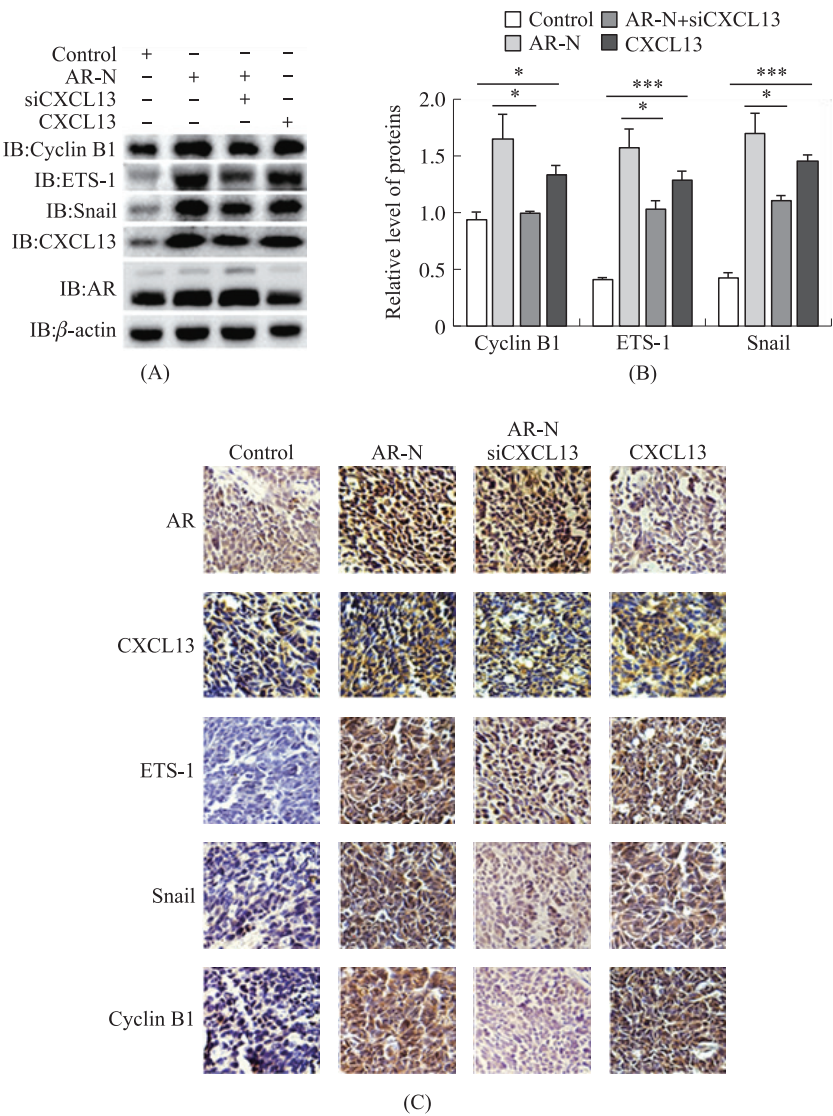 Control + − − −
AR-N − + + −
siCXCL13 − − + −
CXCL13 − − − +
IB:Cyclin B1
IB:ETS-1
IB:Snail
IB:CXCL13
IB:AR
IB:β-actin
(A)
Control AR-N+siCXCL13
AR-N CXCL13
* *** ***
* * *
Relative level of proteins
2.0
1.5
1.0
0.5
0
Cyclin B1 ETS-1 Snail
(B)
AR-N
Control AR-N siCXCL13 CXCL13
AR
CXCL13
ETS-1
Snail
Cyclin B1
(C)